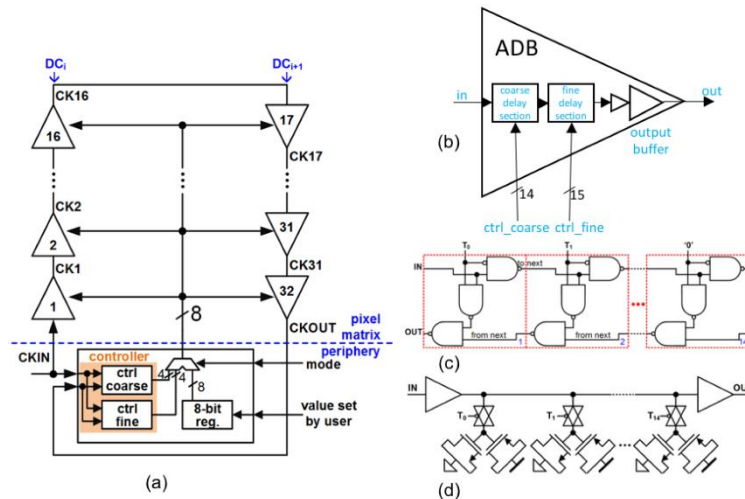 DCi
DCi+1
CK16
16
17
CK17
CK2
2
31
CK1
CK31
1
32
8
CKOUT
pixel
matrix
periphery
CKIN
controller
ctrl
coarse
4
4
8
mode
ctrl
fine
8-bit
reg.
value set
by user
(a)
ADB
in
coarse
delay
section
fine
delay
section
out
output
buffer
(b)
14
15
ctrl_coarse
ctrl_fine
T0
T1
'0'
IN
to next
OUT
from next
1
from next
2
14
(c)
IN
OU
T0
T1
T14
(d)